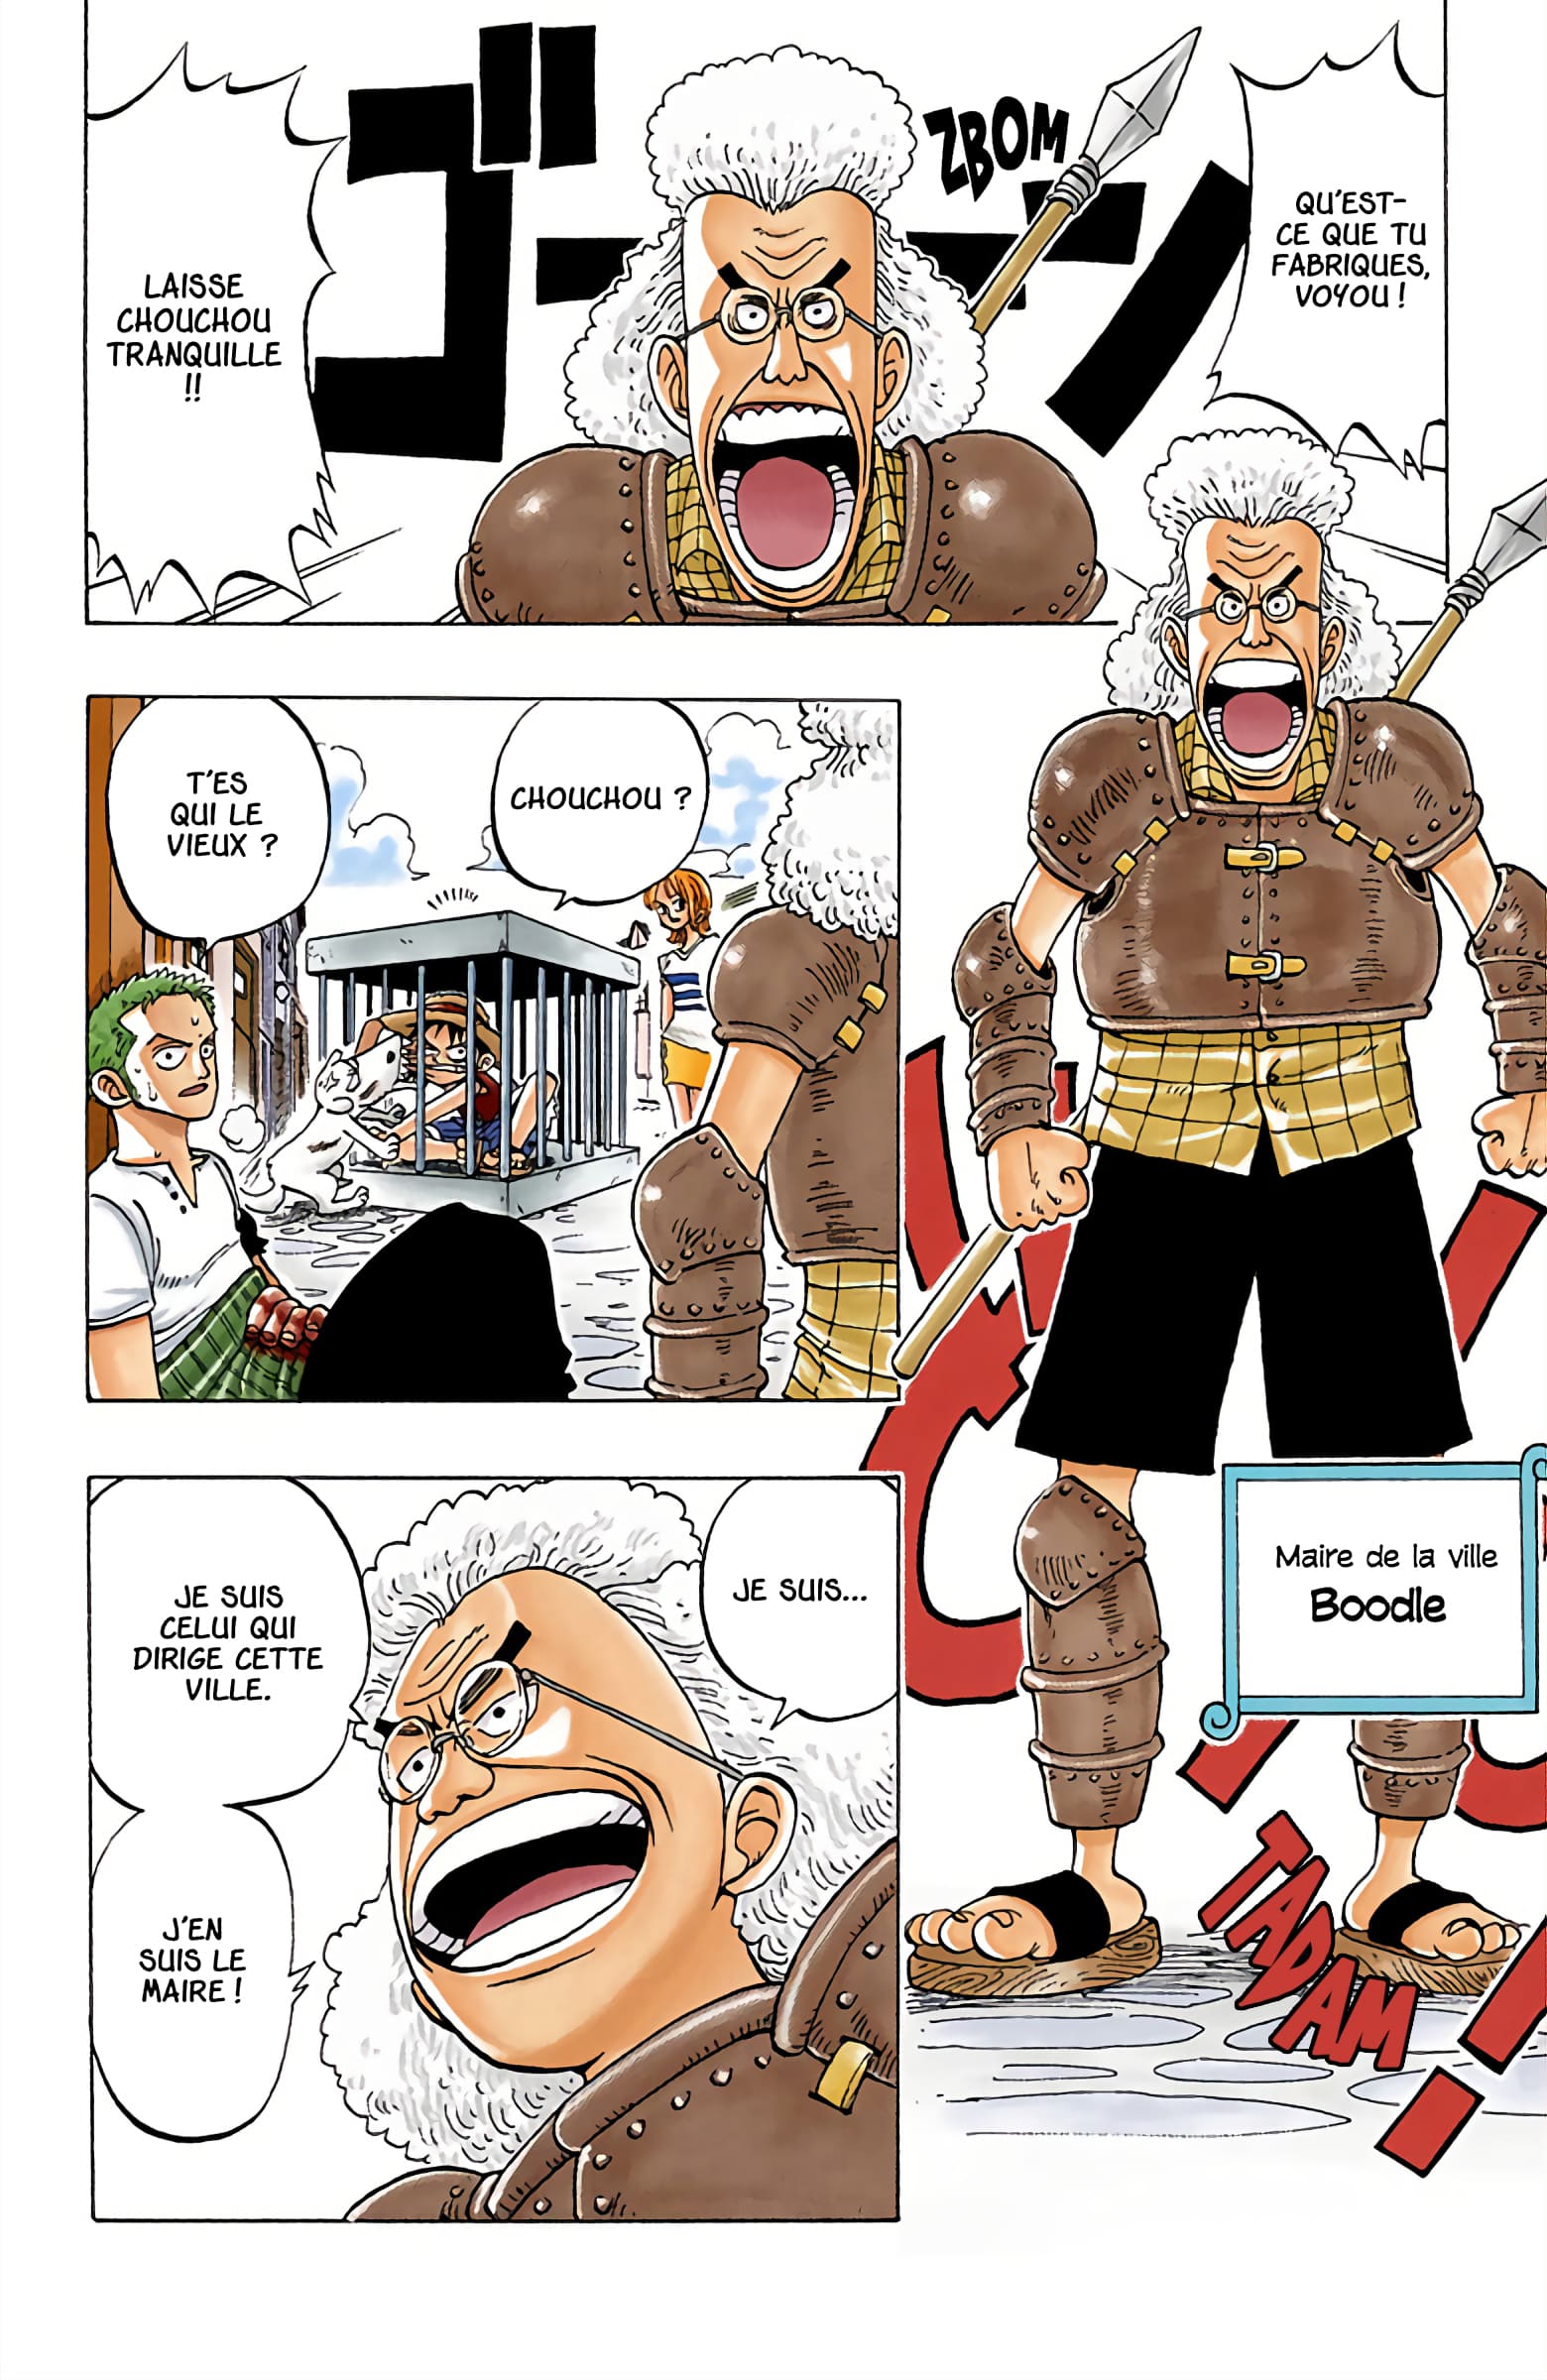 QU'EST-
CE QUE TU
FABRIQUES,
VOYOU !
ZBOM
ゴーン
LAISSE
CHOUCHOU
TRANQUILLE
!!
CHOUCHOU ?
T'ES
QUI LE
VIEUX ?
Maire de la ville
Boodle
TADAM
JE SUIS...
JE SUIS
CELUI QUI
DIRIGE CETTE
VILLE.
J'EN
SUIS LE
MAIRE !